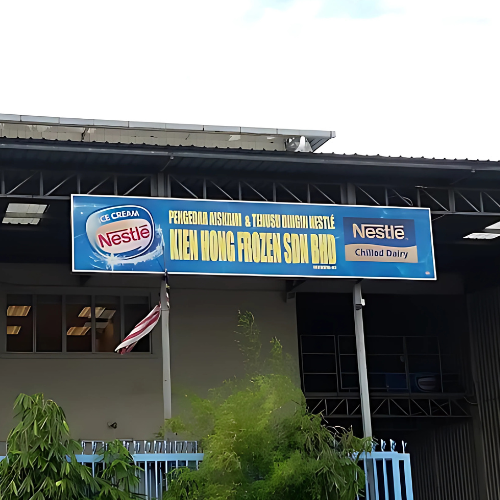 ICE CREAM
Nestlé
PENGEDAR AISKRIM & TENUSU DINGIN NESTLÉ
KIEN HONG FROZEN SDN BHD
Nestlé
Chilled Dairy